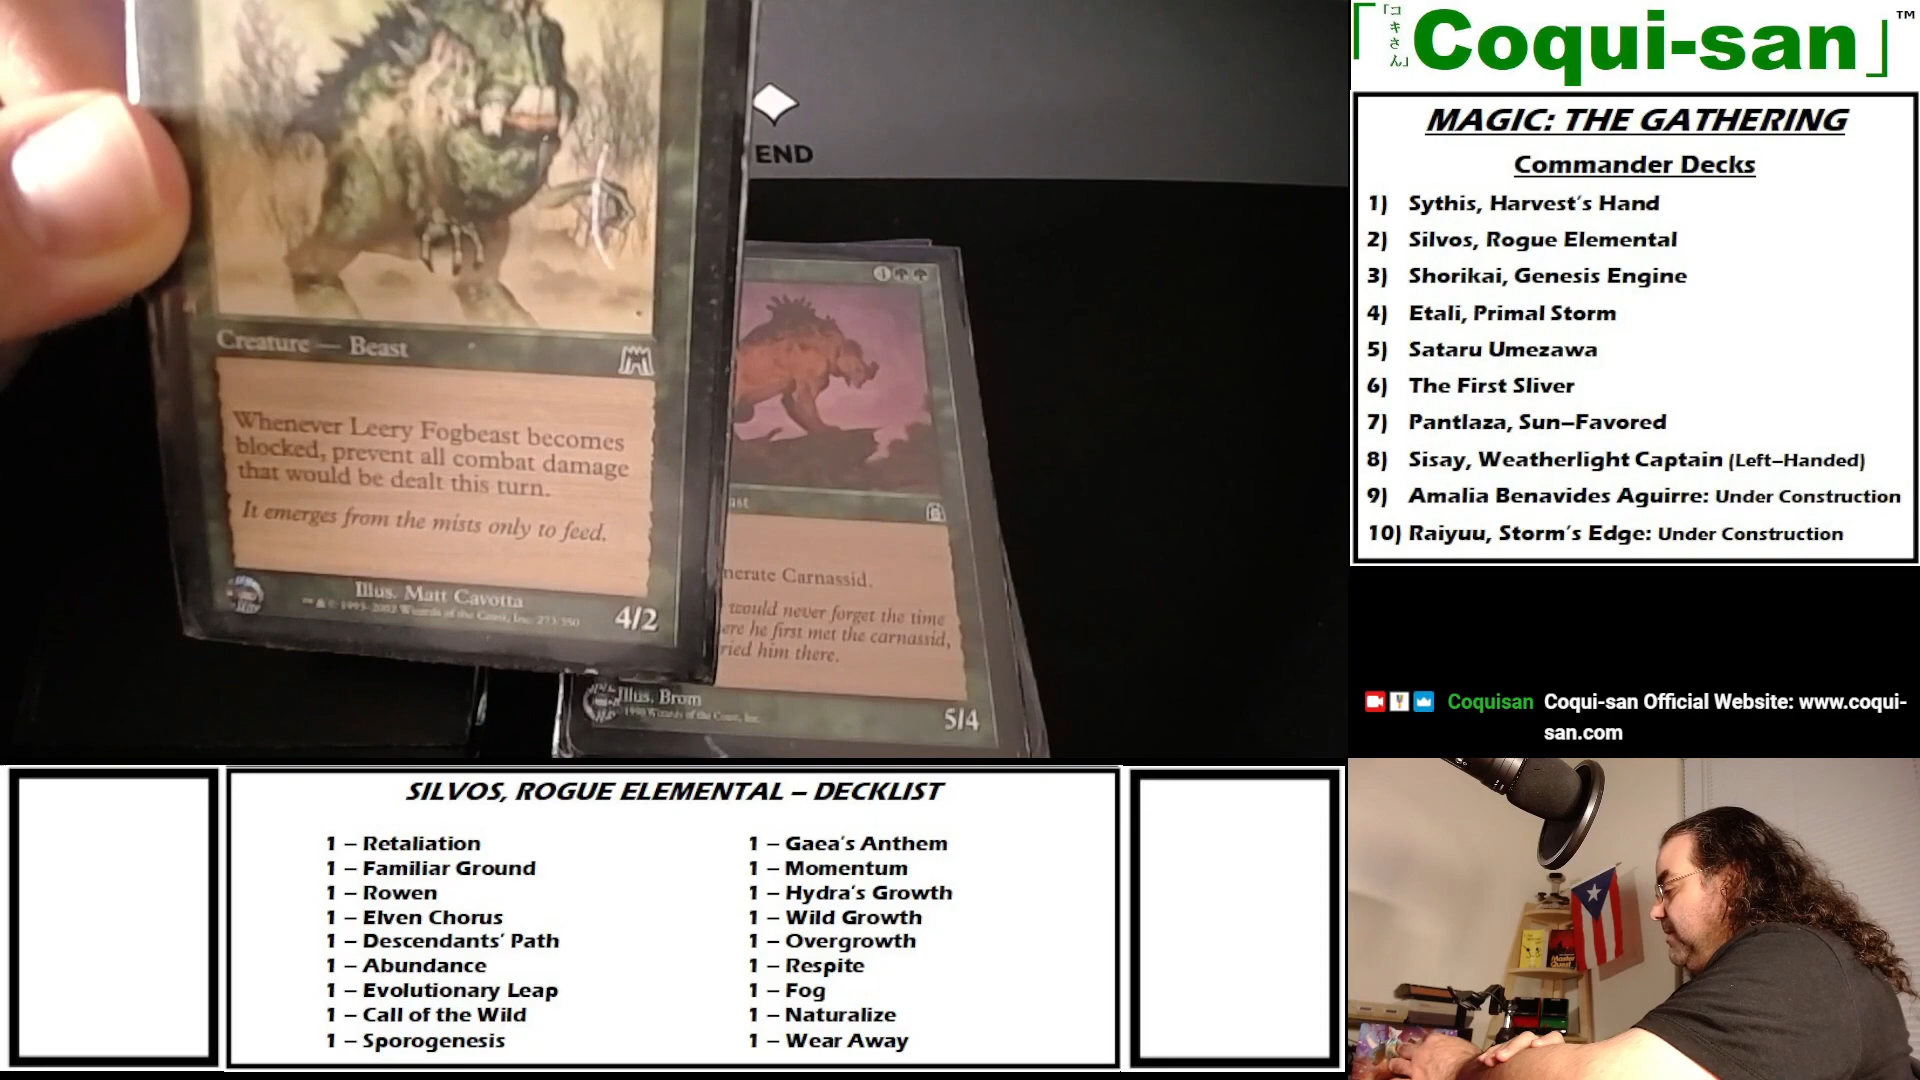 「コキさん」
Coqui-san
™
MAGIC: THE GATHERING
Commander Decks
1) Sythis, Harvest's Hand
2) Silvos, Rogue Elemental
3) Shorikai, Genesis Engine
4) Etali, Primal Storm
5) Sataru Umezawa
6) The First Sliver
7) Pantlaza, Sun-Favored
8) Sisay, Weatherlight Captain (Left-Handed)
9) Amalia Benavides Aguirre: Under Construction
10) Raiyuu, Storm's Edge: Under Construction
END
Creature — Beast
Whenever Leery Fogbeast becomes
blocked, prevent all combat damage
that would be dealt this turn.
It emerges from the mists only to feed.
Illus. Matt Cavotta
4/2
4
nerate Carnassid.
would never forget the time
ere he first met the carnassid,
ried him there.
Illus. Brom
5/4
Coquisan Coqui-san Official Website: www.coqui-
san.com
SILVOS, ROGUE ELEMENTAL – DECKLIST
1 – Retaliation
1 – Familiar Ground
1 – Rowen
1 – Elven Chorus
1 – Descendants' Path
1 – Abundance
1 – Evolutionary Leap
1 – Call of the Wild
1 – Sporogenesis
1 – Gaea's Anthem
1 – Momentum
1 – Hydra's Growth
1 – Wild Growth
1 – Overgrowth
1 – Respite
1 – Fog
1 – Naturalize
1 – Wear Away
Master
Quest